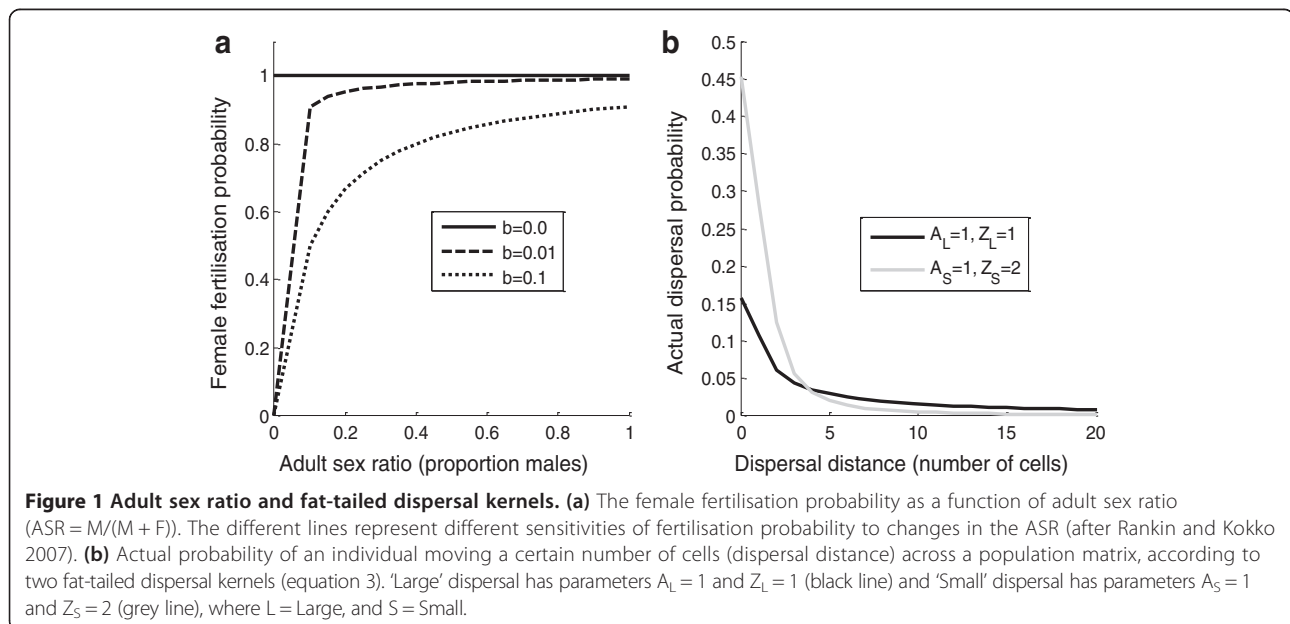 a
Female fertilisation probability
1
0.8
0.6
0.4
0.2
0
0 0.2 0.4 0.6 0.8 1
Adult sex ratio (proportion males)
b=0.0
b=0.01
b=0.1
b
Actual dispersal probability
0.5
0.45
0.4
0.35
0.3
0.25
0.2
0.15
0.1
0.05
0
0 5 10 15 20
Dispersal distance (number of cells)
A_L=1, Z_L=1
A_S=1, Z_S=2
Figure 1 Adult sex ratio and fat-tailed dispersal kernels. (a) The female fertilisation probability as a function of adult sex ratio
(ASR = M/(M + F)). The different lines represent different sensitivities of fertilisation probability to changes in the ASR (after Rankin and Kokko
2007). (b) Actual probability of an individual moving a certain number of cells (dispersal distance) across a population matrix, according to
two fat-tailed dispersal kernels (equation 3). 'Large' dispersal has parameters A_L = 1 and Z_L = 1 (black line) and 'Small' dispersal has parameters A_S = 1
and Z_S = 2 (grey line), where L = Large, and S = Small.